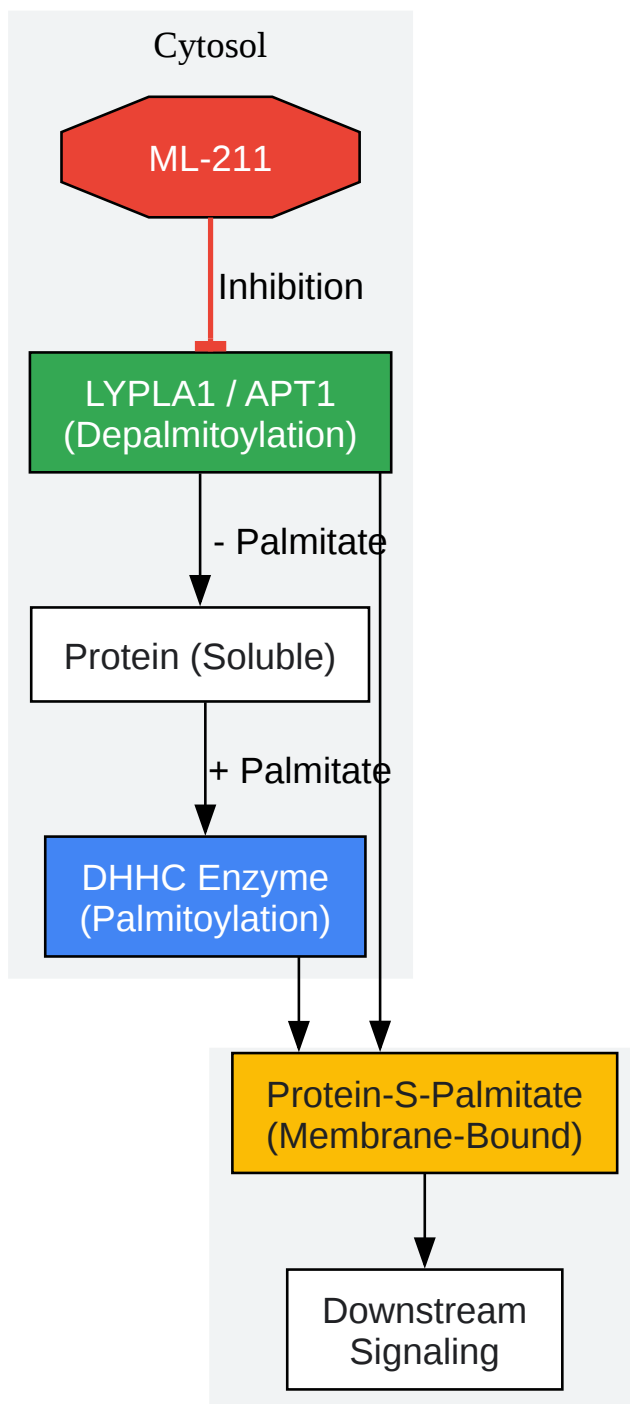 Cytosol
ML-211
Inhibition
LYPLA1 / APT1
(Depalmitoylation)
- Palmitate
Protein (Soluble)
+ Palmitate
DHHC Enzyme
(Palmitoylation)
Protein-S-Palmitate
(Membrane-Bound)
Downstream
Signaling